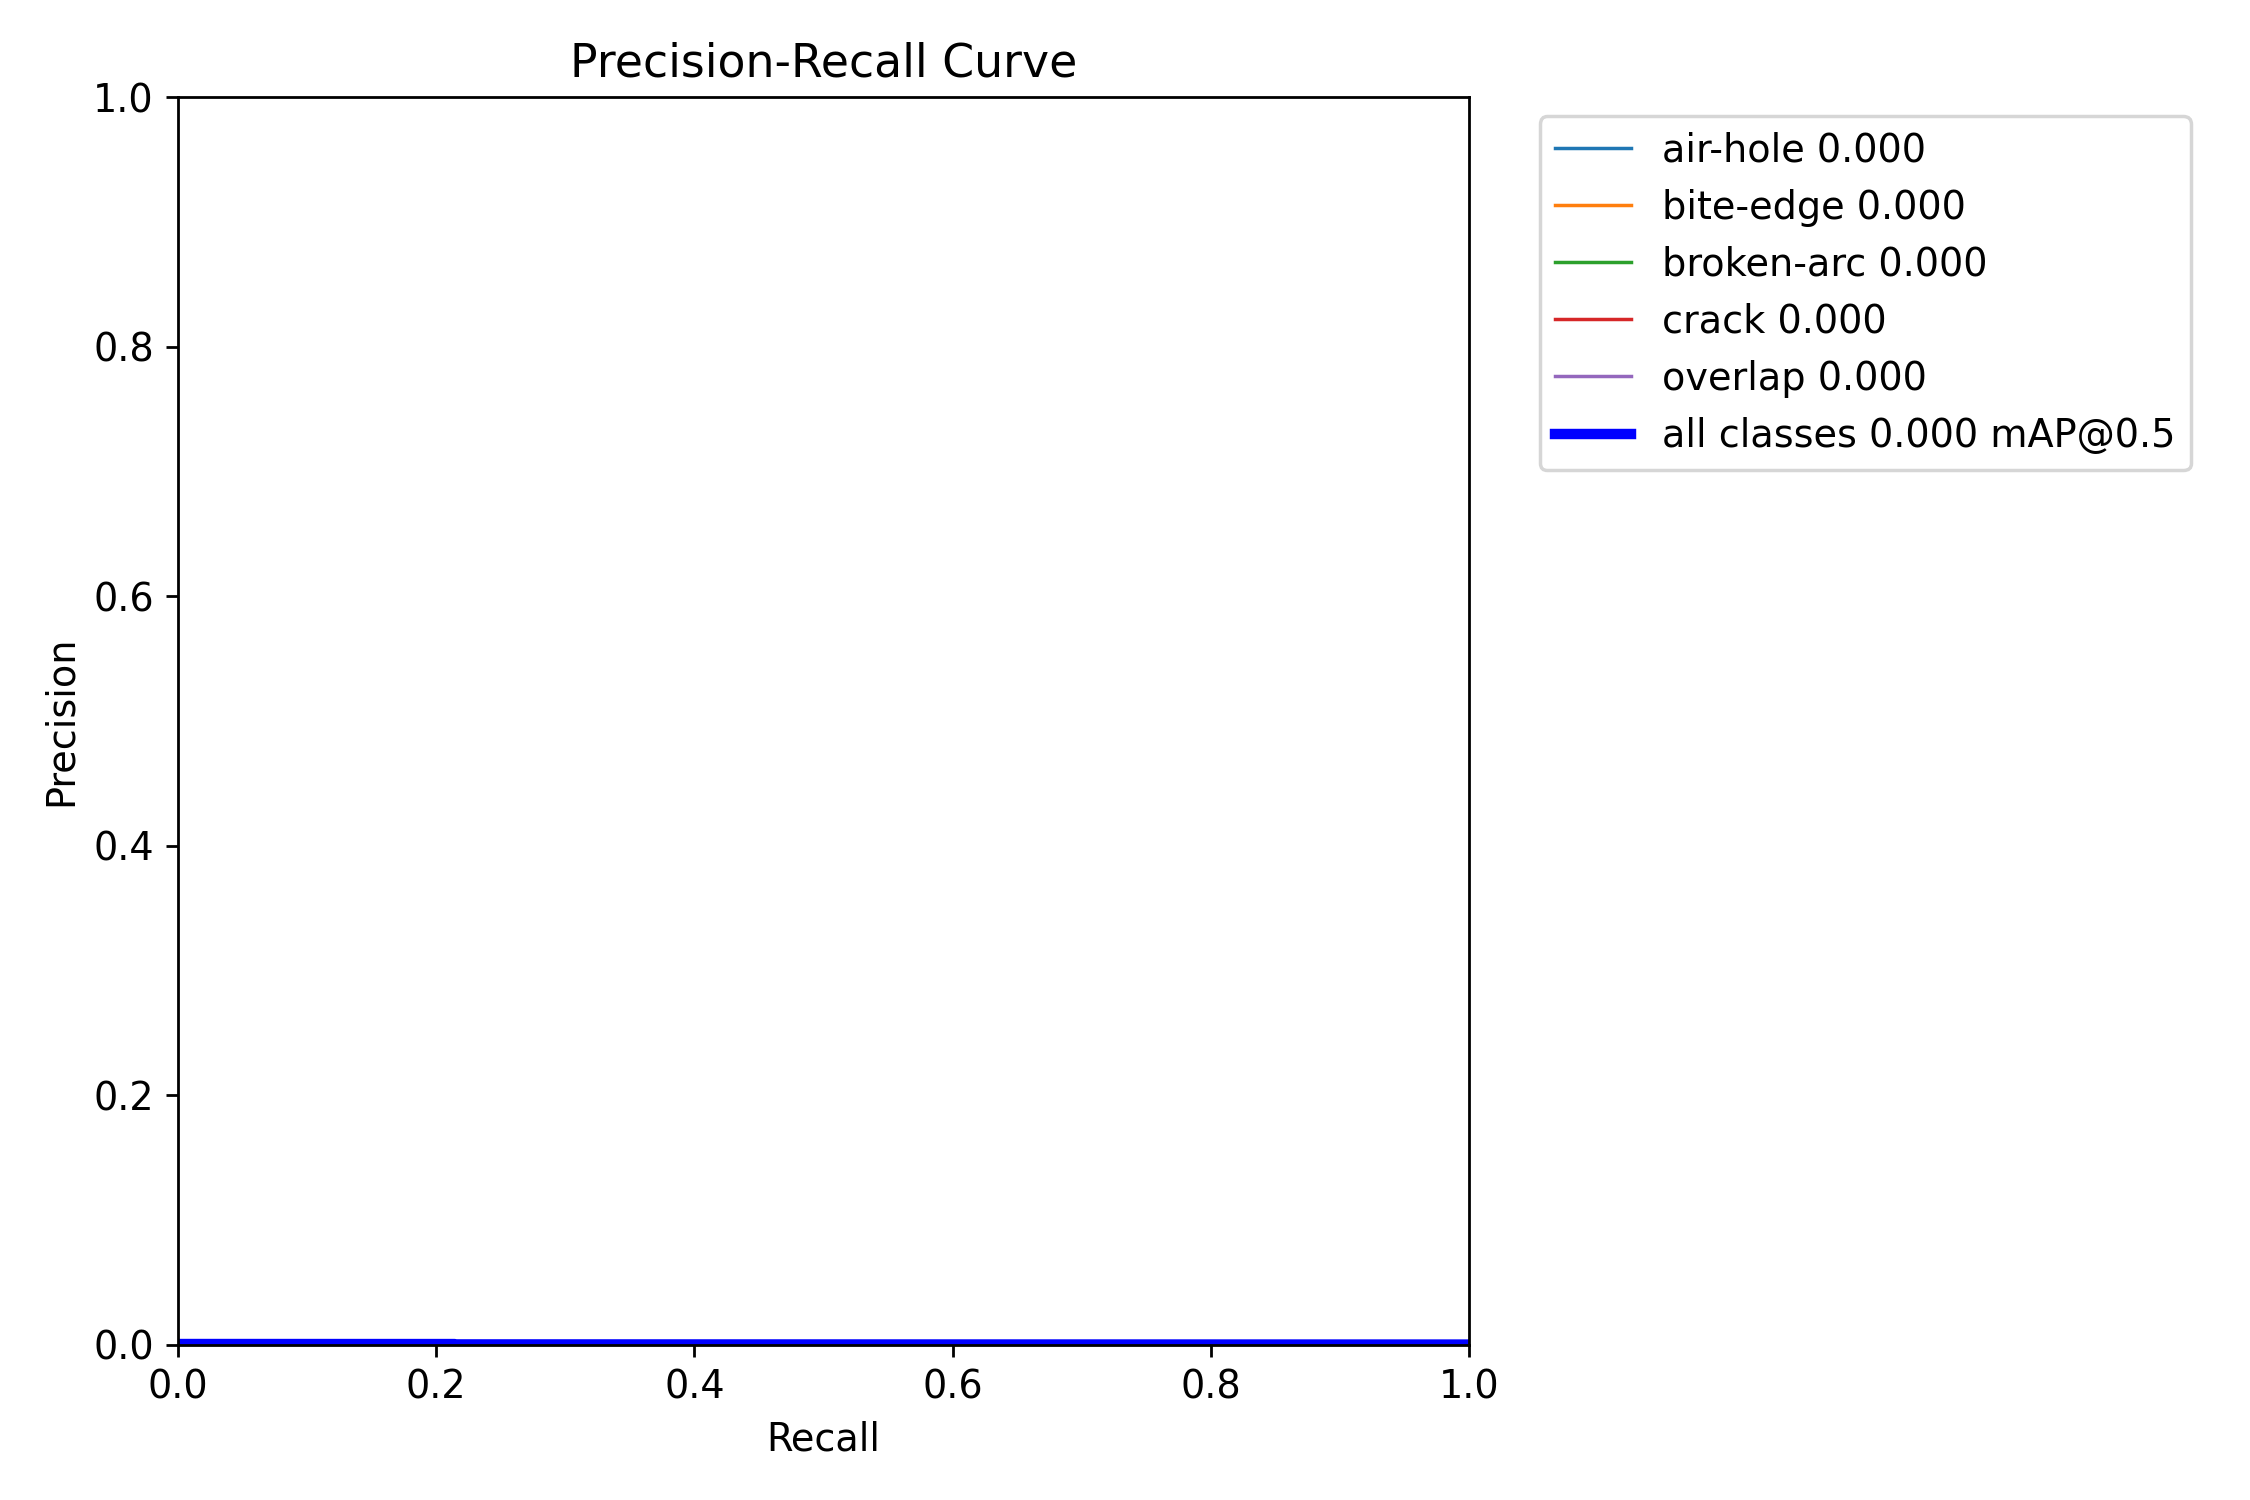 Precision-Recall Curve
1.0
0.8
0.6
0.4
0.2
0.0
Precision
0.0 0.2 0.4 0.6 0.8 1.0
Recall
air-hole 0.000
bite-edge 0.000
broken-arc 0.000
crack 0.000
overlap 0.000
all classes 0.000 mAP@0.5